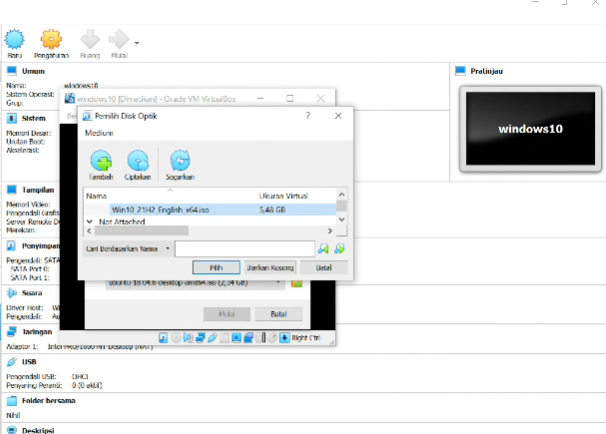 Baru Pengaturan Buang Mulai
Umum
Nama: windows10
Sistem Operasi:
Grup:
Sistem
Memori Dasar:
Urutan Boot:
Akselerasi:
Tampilan
Memori Video:
Pengendali Grafis
Server Remote D
Merekam:
Penyimpan
Pengendali: SATA
SATA Port 0:
SATA Port 1:
Suara
Driver Host: Wi
Pengendali: Au
Jaringan
Adaptor 1: Intel PRO/1000 MT Desktop (NAT)
USB
Pengendali USB: OHCI
Penyaring Peranti: 0 (0 aktif)
Folder bersama
Nihil
Deskripsi
Pratinjau
windows10
windows10 [Dimatikan] - Oracle VM VirtualBox
Pemilih Disk Optik
Medium
Tambah Ciptakan Segarkan
Nama Ukuran Virtual
Win10_21H2_English_x64.iso 5,48 GB
Not Attached
Cari Berdasarkan Nama
Pilih Biarkan Kosong Batal
ubuntu-18.04.6-desktop-amd64.iso (2,34 GB)
Mulai Batal
Right Ctrl